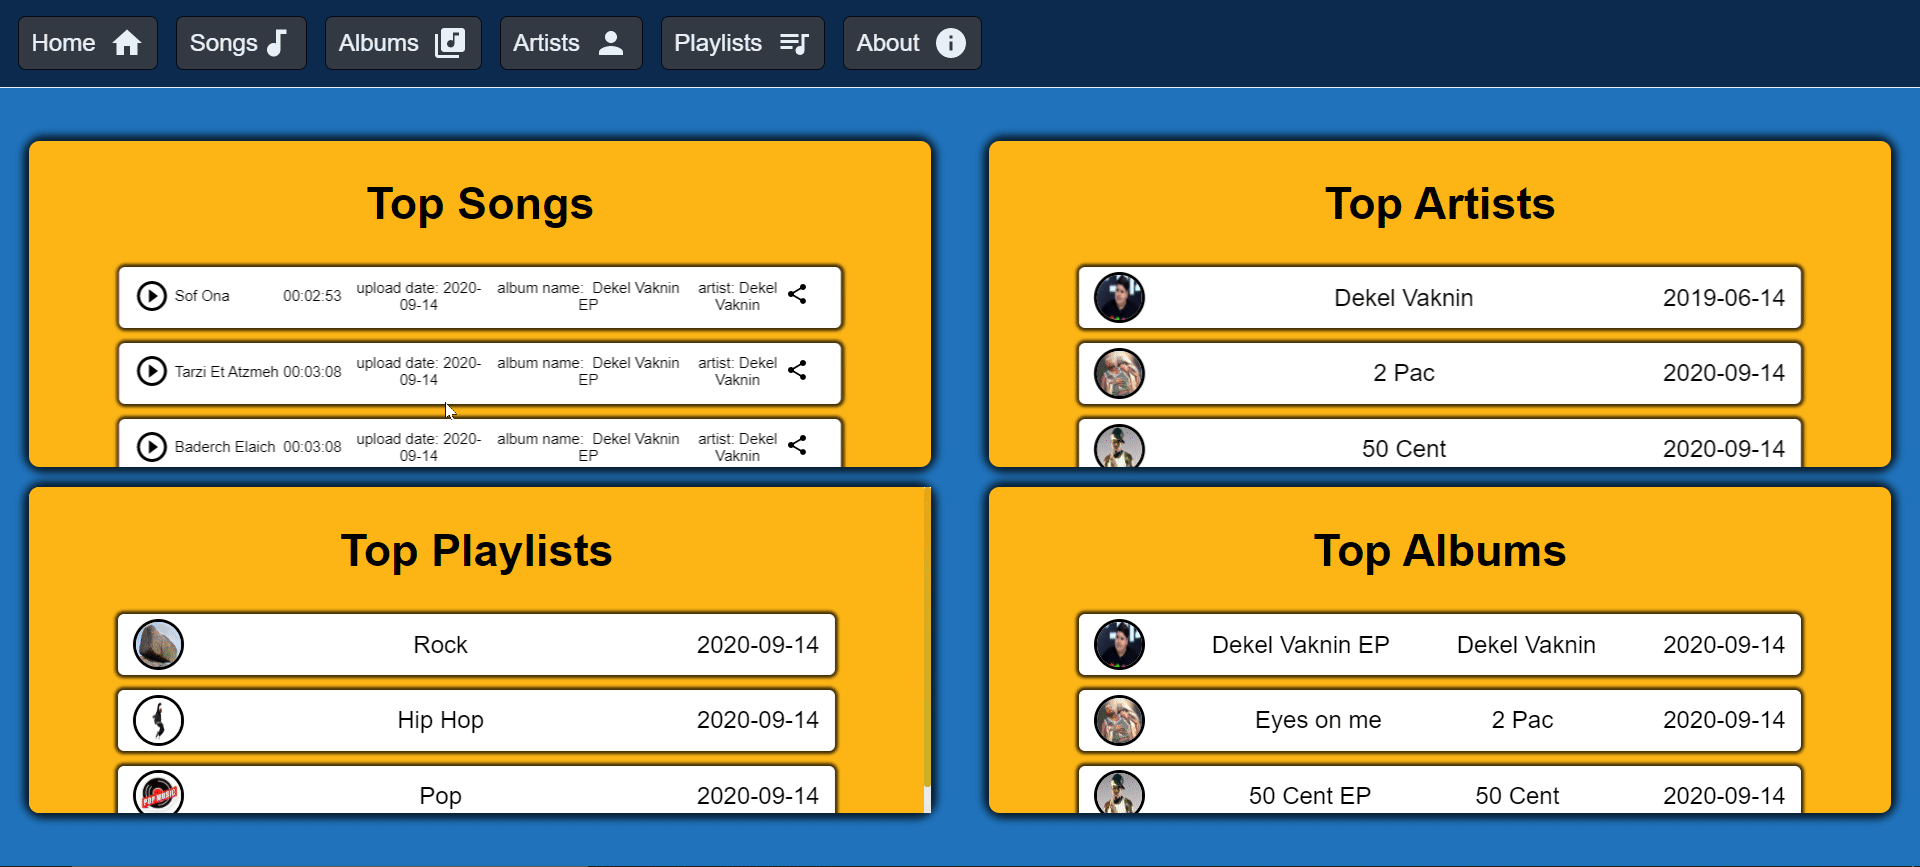 Home
Songs
Albums
Artists
Playlists
About
Top Songs
Sof Ona 00:02:53 upload date: 2020-
09-14
album name: Dekel Vaknin
EP
artist: Dekel
Vaknin
Tarzi Et Atzmeh 00:03:08 upload date: 2020-
09-14
album name: Dekel Vaknin
EP
artist: Dekel
Vaknin
Baderch Elaich 00:03:08 upload date: 2020-
09-14
album name: Dekel Vaknin
EP
artist: Dekel
Vaknin
Top Artists
Dekel Vaknin 2019-06-14
2 Pac 2020-09-14
50 Cent 2020-09-14
Top Playlists
Rock 2020-09-14
Hip Hop 2020-09-14
POP MUSIC
Pop 2020-09-14
Top Albums
Dekel Vaknin EP Dekel Vaknin 2020-09-14
Eyes on me 2 Pac 2020-09-14
50 Cent EP 50 Cent 2020-09-14